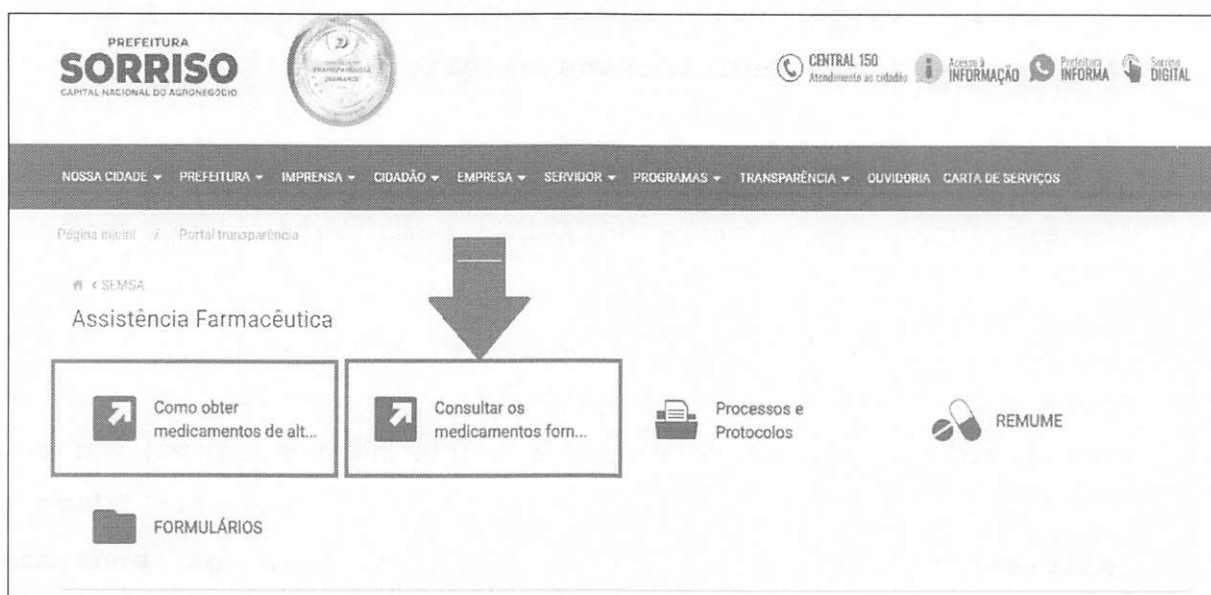 PREFEITURA
SORRISO
CAPITAL NACIONAL DO AGRONEGÓCIO
CENTRAL 150
Atendimento ao cidadão
Acesso à
INFORMAÇÃO
Prefeitura
INFORMA
Serviço
DIGITAL
NOSSA CIDADE PREFEITURA IMPRENSA CIDADÃO EMPRESA SERVIDOR PROGRAMAS TRANSPARÊNCIA OUVIDORIA CARTA DE SERVIÇOS
Página inicial / Portal transparência
< SEMSA
Assistência Farmacêutica
Como obter
medicamentos de alt...
Consultar os
medicamentos forn...
Processos e
Protocolos
REMUME
FORMULÁRIOS